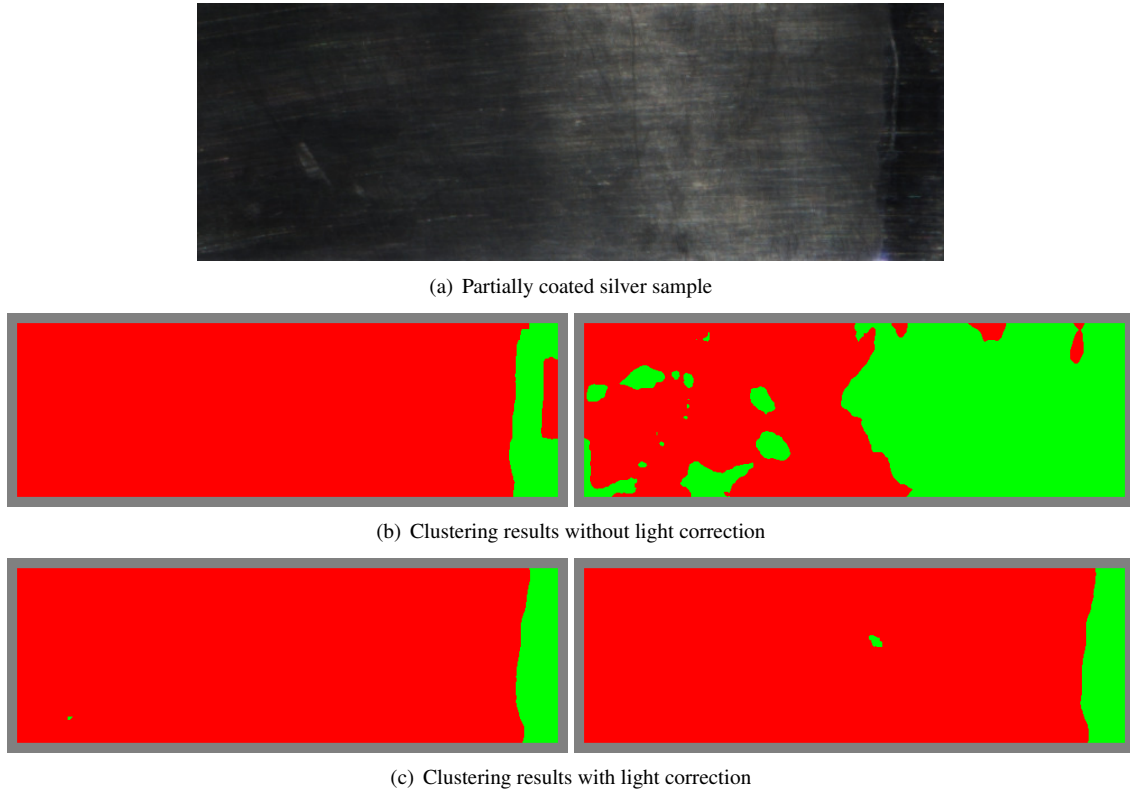 (a) Partially coated silver sample
(b) Clustering results without light correction
(c) Clustering results with light correction